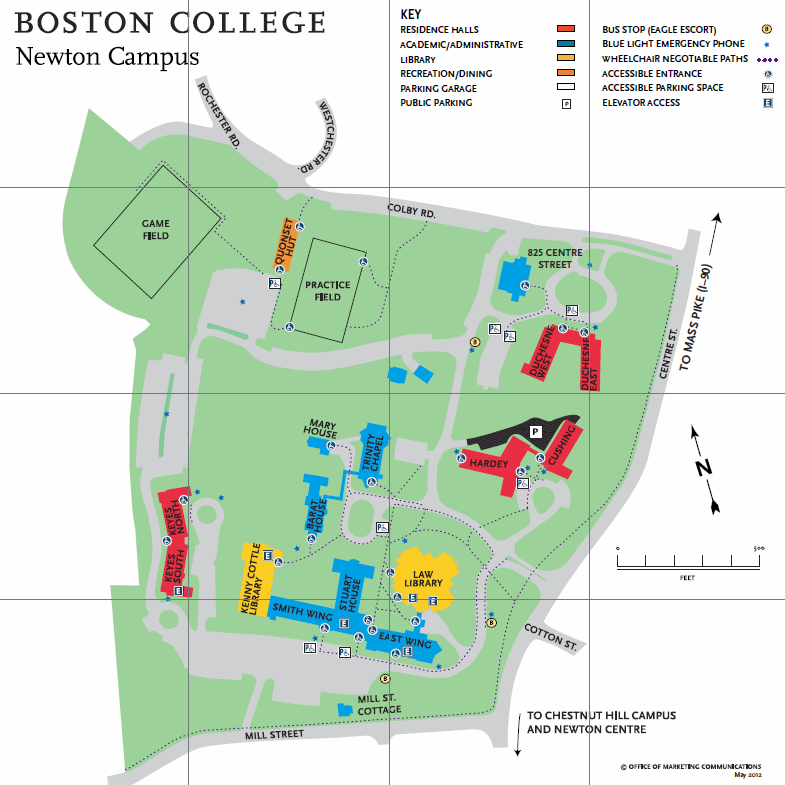 BOSTON COLLEGE
Newton Campus
KEY
RESIDENCE HALLS
ACADEMIC/ADMINISTRATIVE
LIBRARY
RECREATION/DINING
PARKING GARAGE
PUBLIC PARKING
P
BUS STOP (EAGLE ESCORT)
B
BLUE LIGHT EMERGENCY PHONE
WHEELCHAIR NEGOTIABLE PATHS
ACCESSIBLE ENTRANCE
ACCESSIBLE PARKING SPACE
P
ELEVATOR ACCESS
E
ROCHESTER RD.
WESTCHESTER RD.
COLBY RD.
GAME
FIELD
QUONSET
HUT
P
PRACTICE
FIELD
825 CENTRE
STREET
P
P
P
B
DUCHESNE
WEST
DUCHESNE
EAST
CENTRE ST.
TO MASS PIKE (I-90)
MARY
HOUSE
TRINITY
CHAPEL
P
HARDEY
CUSHING
P
N
BARAT
HOUSE
P
KEYES
NORTH
KEYES
SOUTH
E
E
KENNY COTTLE
LIBRARY
STUART
HOUSE
LAW
LIBRARY
E
E
0
500
FEET
SMITH WING
E
EAST WING
E
P
P
B
B
COTTON ST.
MILL ST.
COTTAGE
MILL STREET
TO CHESTNUT HILL CAMPUS
AND NEWTON CENTRE
© OFFICE OF MARKETING COMMUNICATIONS
May 2012